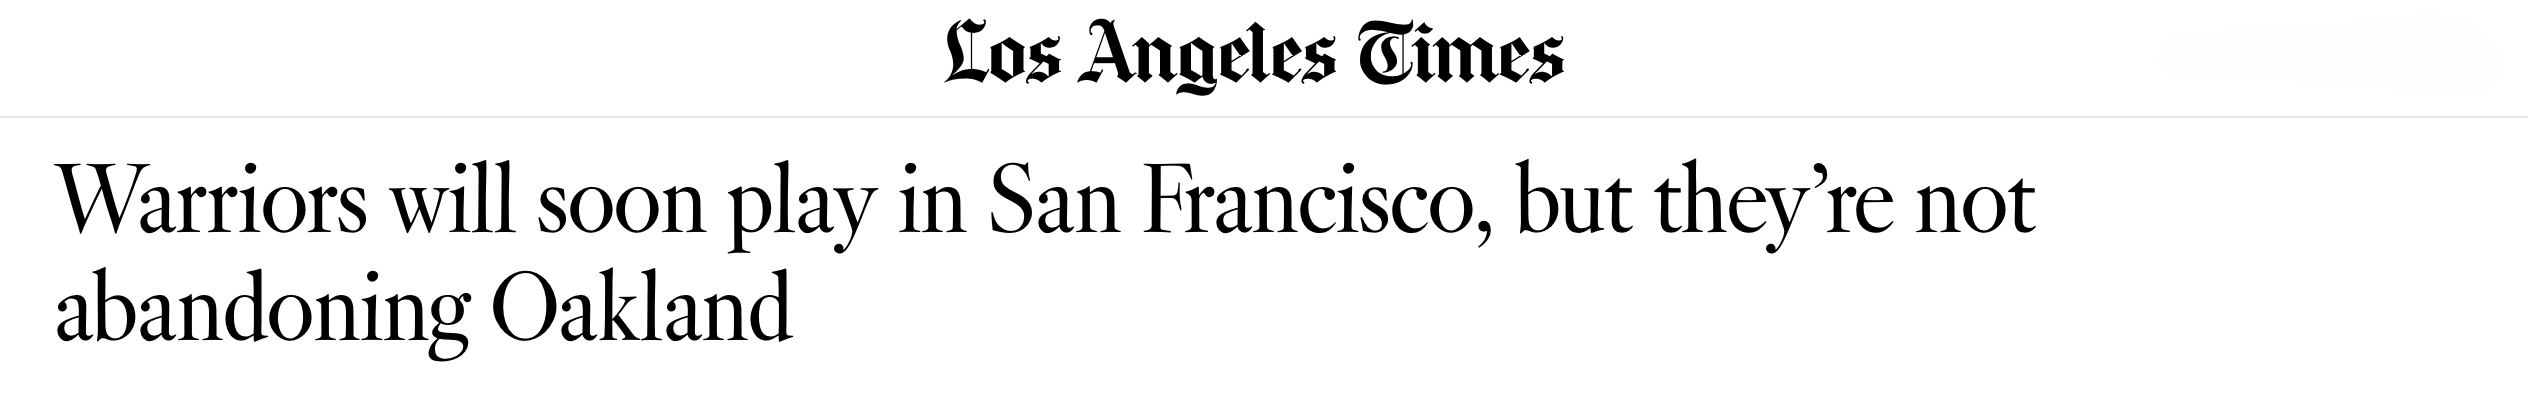 Los Angeles Times
Warriors will soon play in San Francisco, but they’re not
abandoning Oakland